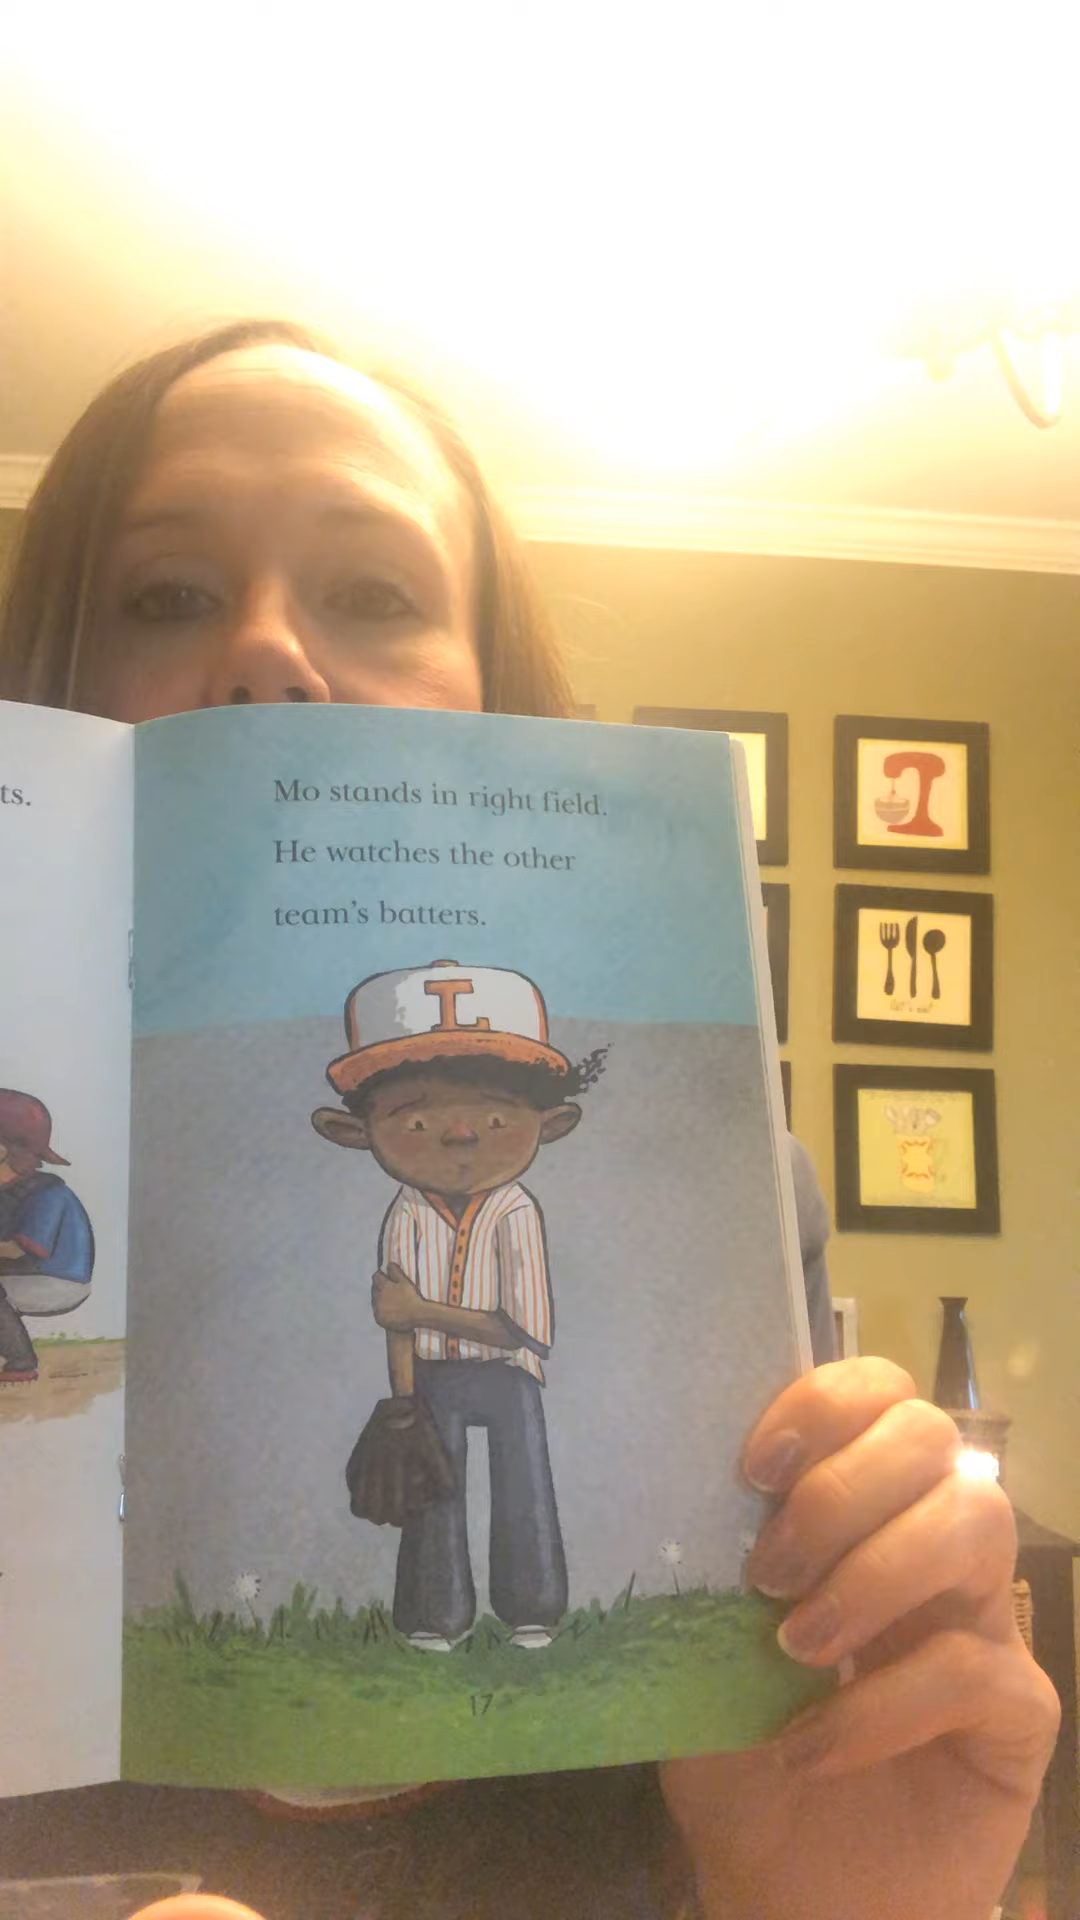 ts.
Mo stands in right field.
He watches the other
team's batters.
L
17